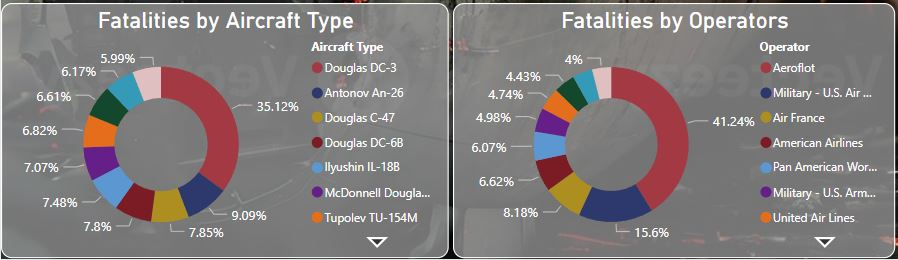 Fatalities by Aircraft Type
5.99%
6.17%
6.61%
6.82%
7.07%
7.48%
7.8%
7.85%
9.09%
35.12%
Aircraft Type
Douglas DC-3
Antonov An-26
Douglas C-47
Douglas DC-6B
Ilyushin IL-18B
McDonnell Dougla...
Tupolev TU-154M
Fatalities by Operators
4%
4.43%
4.74%
4.98%
6.07%
6.62%
8.18%
15.6%
41.24%
Operator
Aeroflot
Military - U.S. Air ...
Air France
American Airlines
Pan American Wor...
Military - U.S. Arm...
United Air Lines